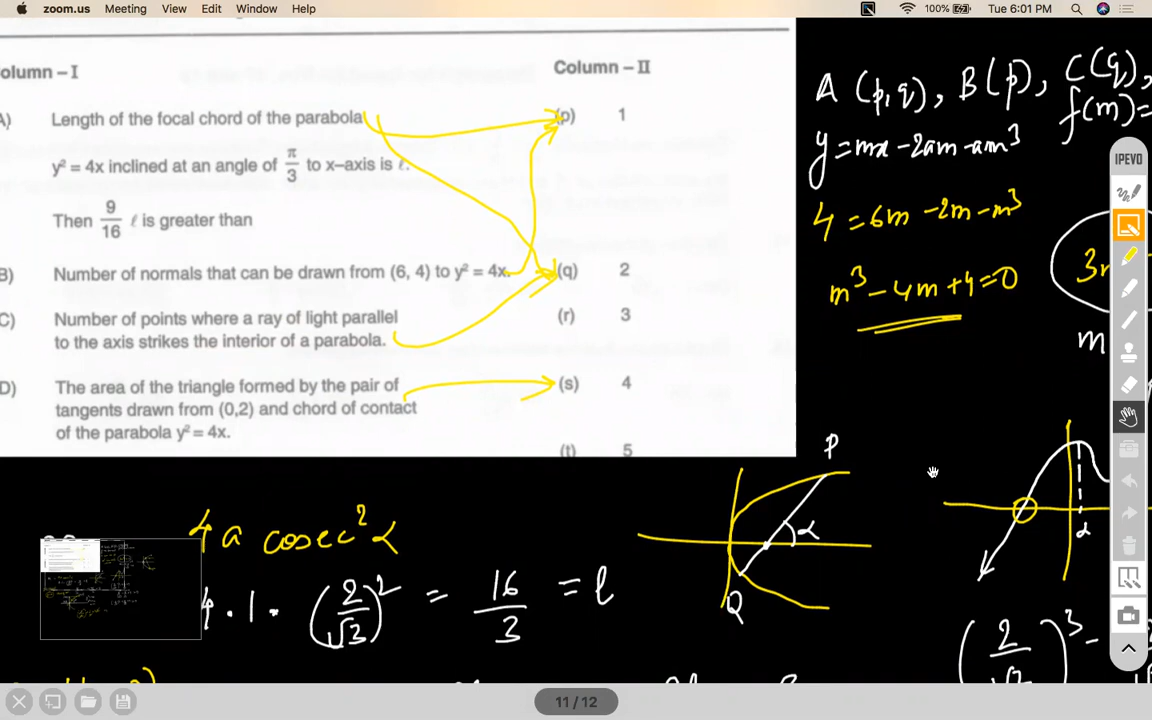 zoom.us Meeting View Edit Window Help 100% Tue 6:01 PM
olumn – I Column – II
A) Length of the focal chord of the parabola (p) 1
y² = 4x inclined at an angle of π/3 to x–axis is ℓ.
Then 9/16 ℓ is greater than
B) Number of normals that can be drawn from (6, 4) to y² = 4x. (q) 2
C) Number of points where a ray of light parallel (r) 3
to the axis strikes the interior of a parabola.
D) The area of the triangle formed by the pair of (s) 4
tangents drawn from (0,2) and chord of contact
of the parabola y² = 4x.
(t) 5
A (p,q), B(p), C(q),
f(m)=
y = mx - 2am - am³
4 = 6m - 2m - m³
m³ - 4m + 4 = 0
m
IPEVO
4a cosec²α
4 · 1 · (2/√3)² = 16/3 = l
P
α
Q
α
(2/√3)³ -
11 / 12